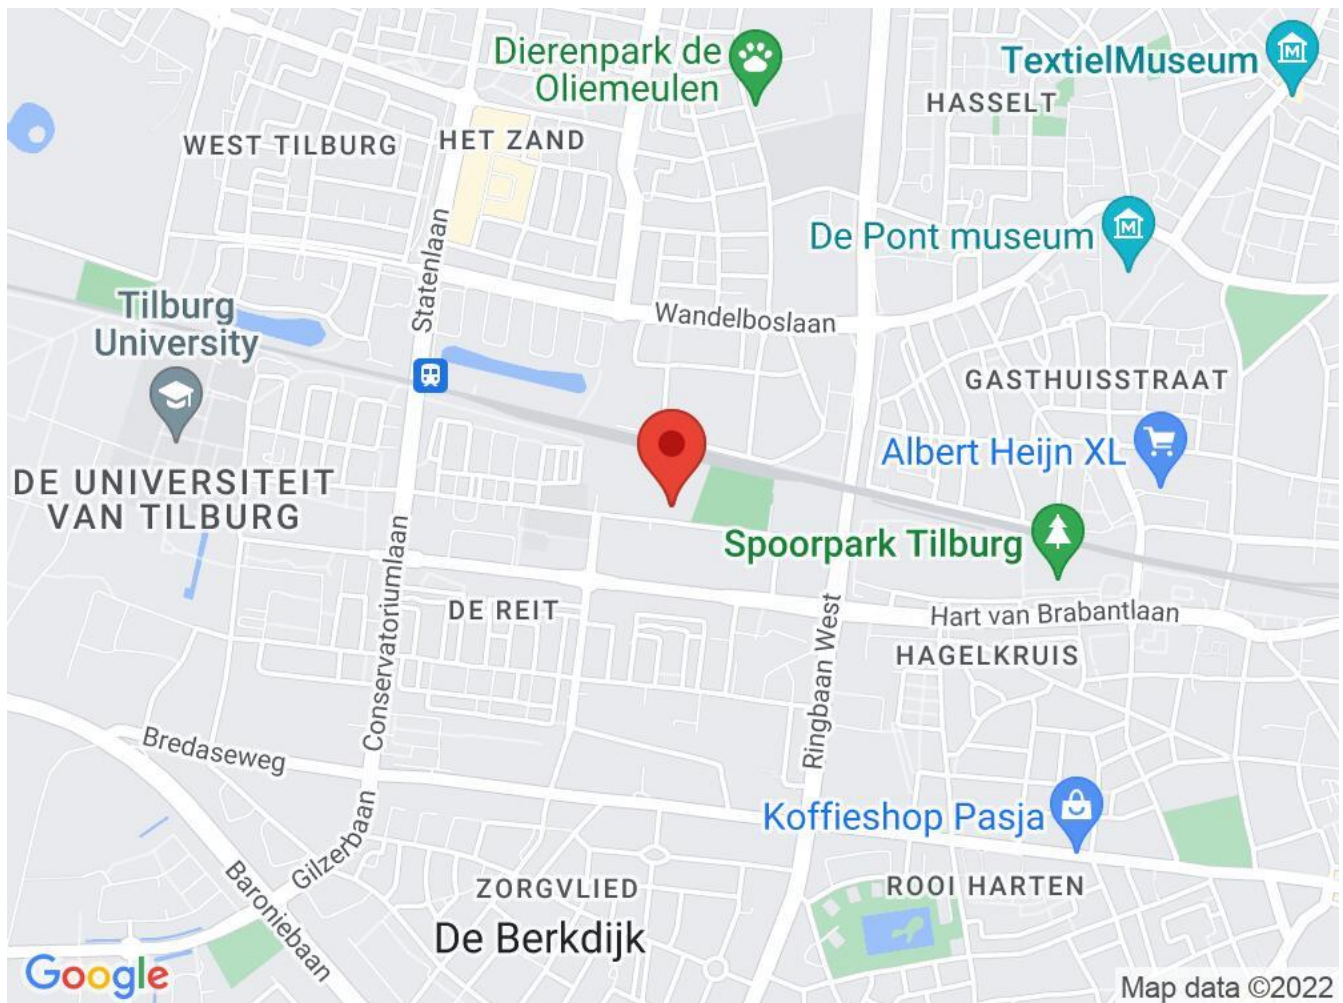 Dierenpark de
Oliemeulen
TextielMuseum
HASSELT
WEST TILBURG
HET ZAND
De Pont museum
Statenlaan
Tilburg
University
Wandelboslaan
GASTHUISSTRAAT
Albert Heijn XL
DE UNIVERSITEIT
VAN TILBURG
Spoorpark Tilburg
Conservatoriumlaan
DE REIT
Hart van Brabantlaan
HAGELKRUIS
Ringbaan West
Bredaseweg
Koffieshop Pasja
Gilzerbaan
Baroniebaan
ZORGVLIED
ROOI HARTEN
De Berkdijk
Google
Map data ©2022